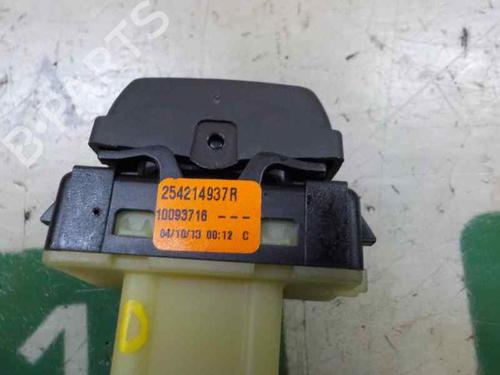 B-PARTS
254214937R
10093716 ---
04/10/13 00:12 C
D
1